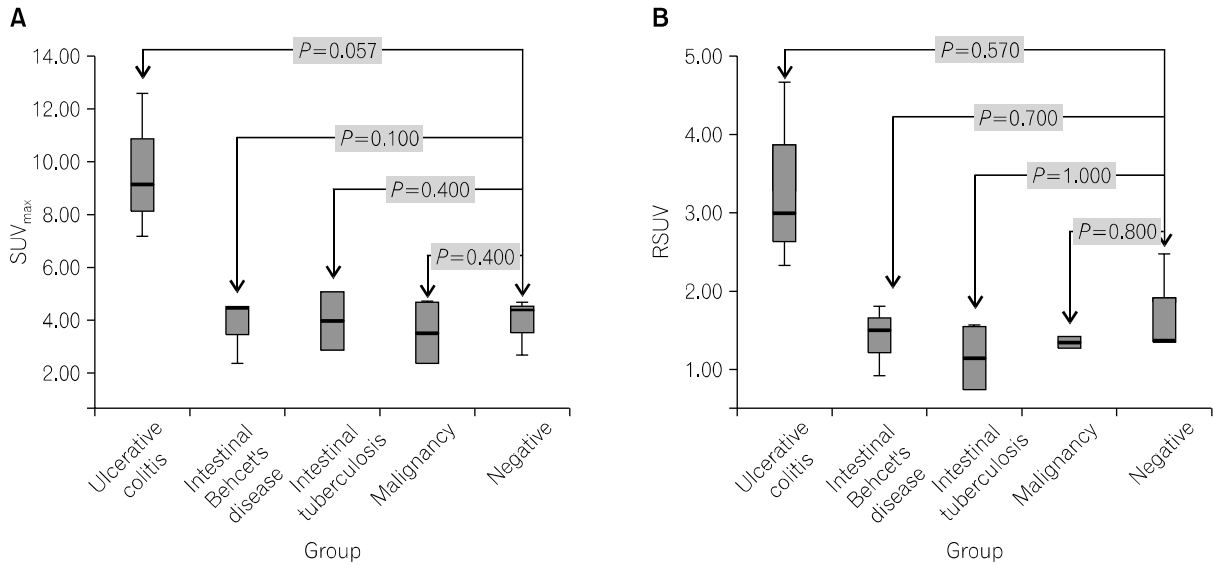 A
14.00
12.00
10.00
8.00
6.00
4.00
2.00
SUVmax
P=0.057
P=0.100
P=0.400
P=0.400
Ulcerative
colitis
Intestinal
Behcet's
disease
Intestinal
tuberculosis
Malignancy
Negative
Group
B
5.00
4.00
3.00
2.00
1.00
RSUV
P=0.570
P=0.700
P=1.000
P=0.800
Ulcerative
colitis
Intestinal
Behcet's
disease
Intestinal
tuberculosis
Malignancy
Negative
Group